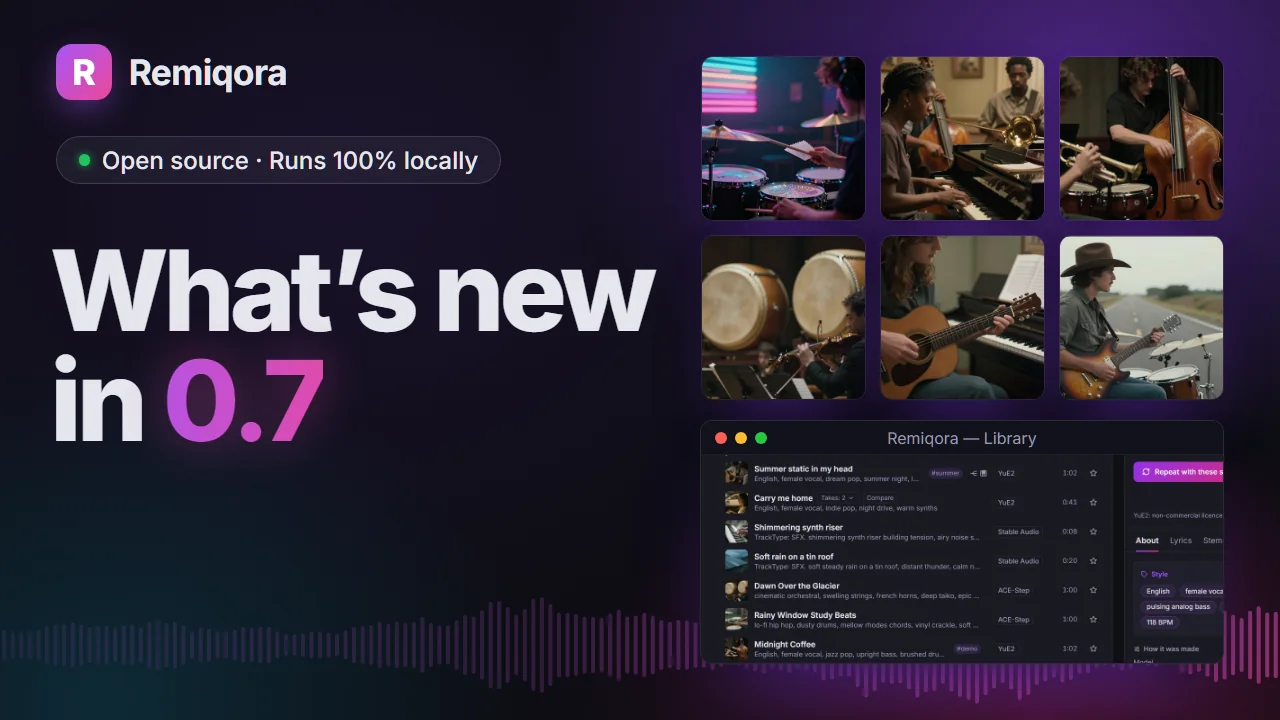 R Remiqora
Open source · Runs 100% locally
What's new
in 0.7
Remiqora — Library
Summer static in my head #summer YuE2 1:02
English, female vocal, dream pop, summer night, l...
Carry me home Takes: 2 Compare YuE2 0:41
English, female vocal, indie pop, night drive, warm synths
Shimmering synth riser Stable Audio 0:08
TrackType: SFX. shimmering synth riser building tension, airy noise s...
Soft rain on a tin roof Stable Audio 0:20
TrackType: SFX. soft steady rain on a tin roof, distant thunder, calm n...
Dawn Over the Glacier ACE-Step 1:00
cinematic orchestral, swelling strings, french horns, deep taiko, epic ...
Rainy Window Study Beats ACE-Step 1:00
lo-fi hip hop, dusty drums, mellow rhodes chords, vinyl crackle, soft ...
Midnight Coffee #demo YuE2 1:02
English, female vocal, jazz pop, upright bass, brushed dru...
Repeat with these s
YuE2: non-commercial licence
About Lyrics Stem
Style
English female voca
pulsing analog bass
118 BPM
How it was made
Model